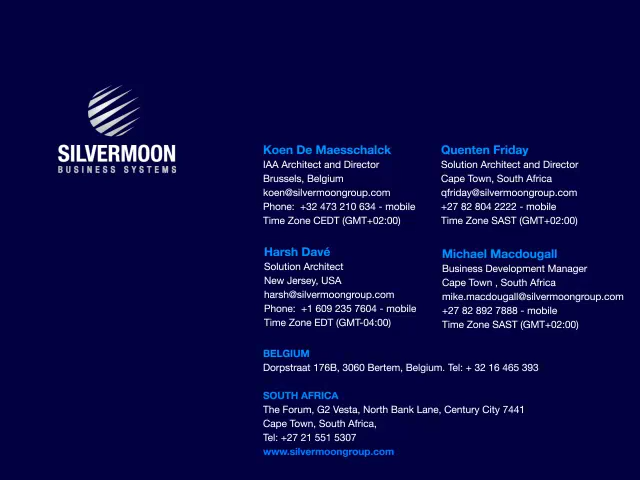 SILVERMOON
BUSINESS SYSTEMS
Koen De Maesschalck
IAA Architect and Director
Brussels, Belgium
koen@silvermoongroup.com
Phone:  +32 473 210 634 - mobile
Time Zone CEDT (GMT+02:00)
Quenten Friday
Solution Architect and Director
Cape Town, South Africa
qfriday@silvermoongroup.com
+27 82 804 2222 - mobile
Time Zone SAST (GMT+02:00)
Harsh Davé
Solution Architect
New Jersey, USA
harsh@silvermoongroup.com
Phone:  +1 609 235 7604 - mobile
Time Zone EDT (GMT-04:00)
Michael Macdougall
Business Development Manager
Cape Town , South Africa
mike.macdougall@silvermoongroup.com
+27 82 892 7888 - mobile
Time Zone SAST (GMT+02:00)
BELGIUM
Dorpstraat 176B, 3060 Bertem, Belgium. Tel: + 32 16 465 393
SOUTH AFRICA
The Forum, G2 Vesta, North Bank Lane, Century City 7441
Cape Town, South Africa,
Tel: +27 21 551 5307
www.silvermoongroup.com